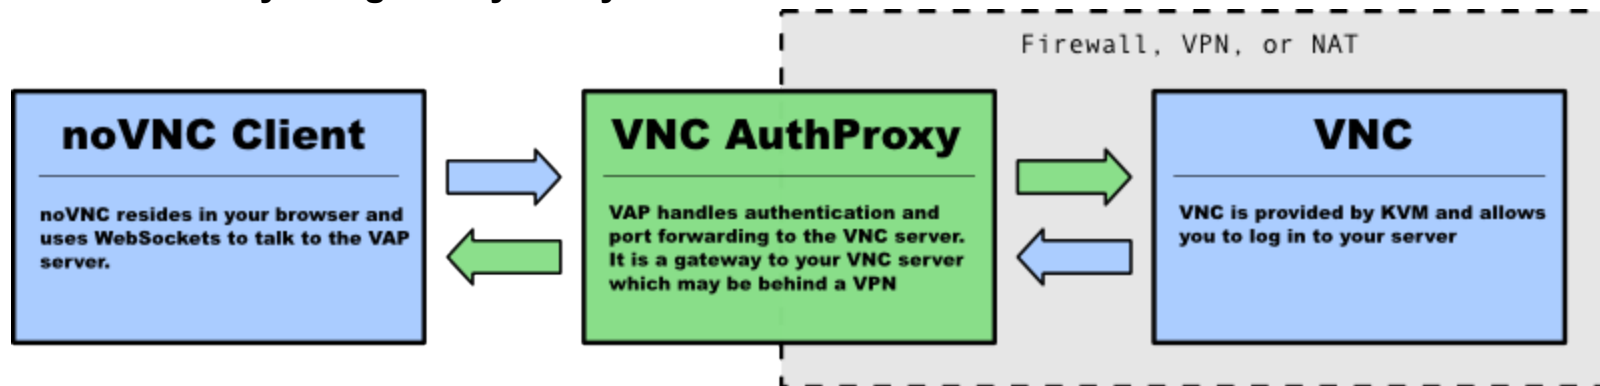 Firewall, VPN, or NAT
noVNC Client
noVNC resides in your browser and
uses WebSockets to talk to the VAP
server.
VNC AuthProxy
VAP handles authentication and
port forwarding to the VNC server.
It is a gateway to your VNC server
which may be behind a VPN
VNC
VNC is provided by KVM and allows
you to log in to your server